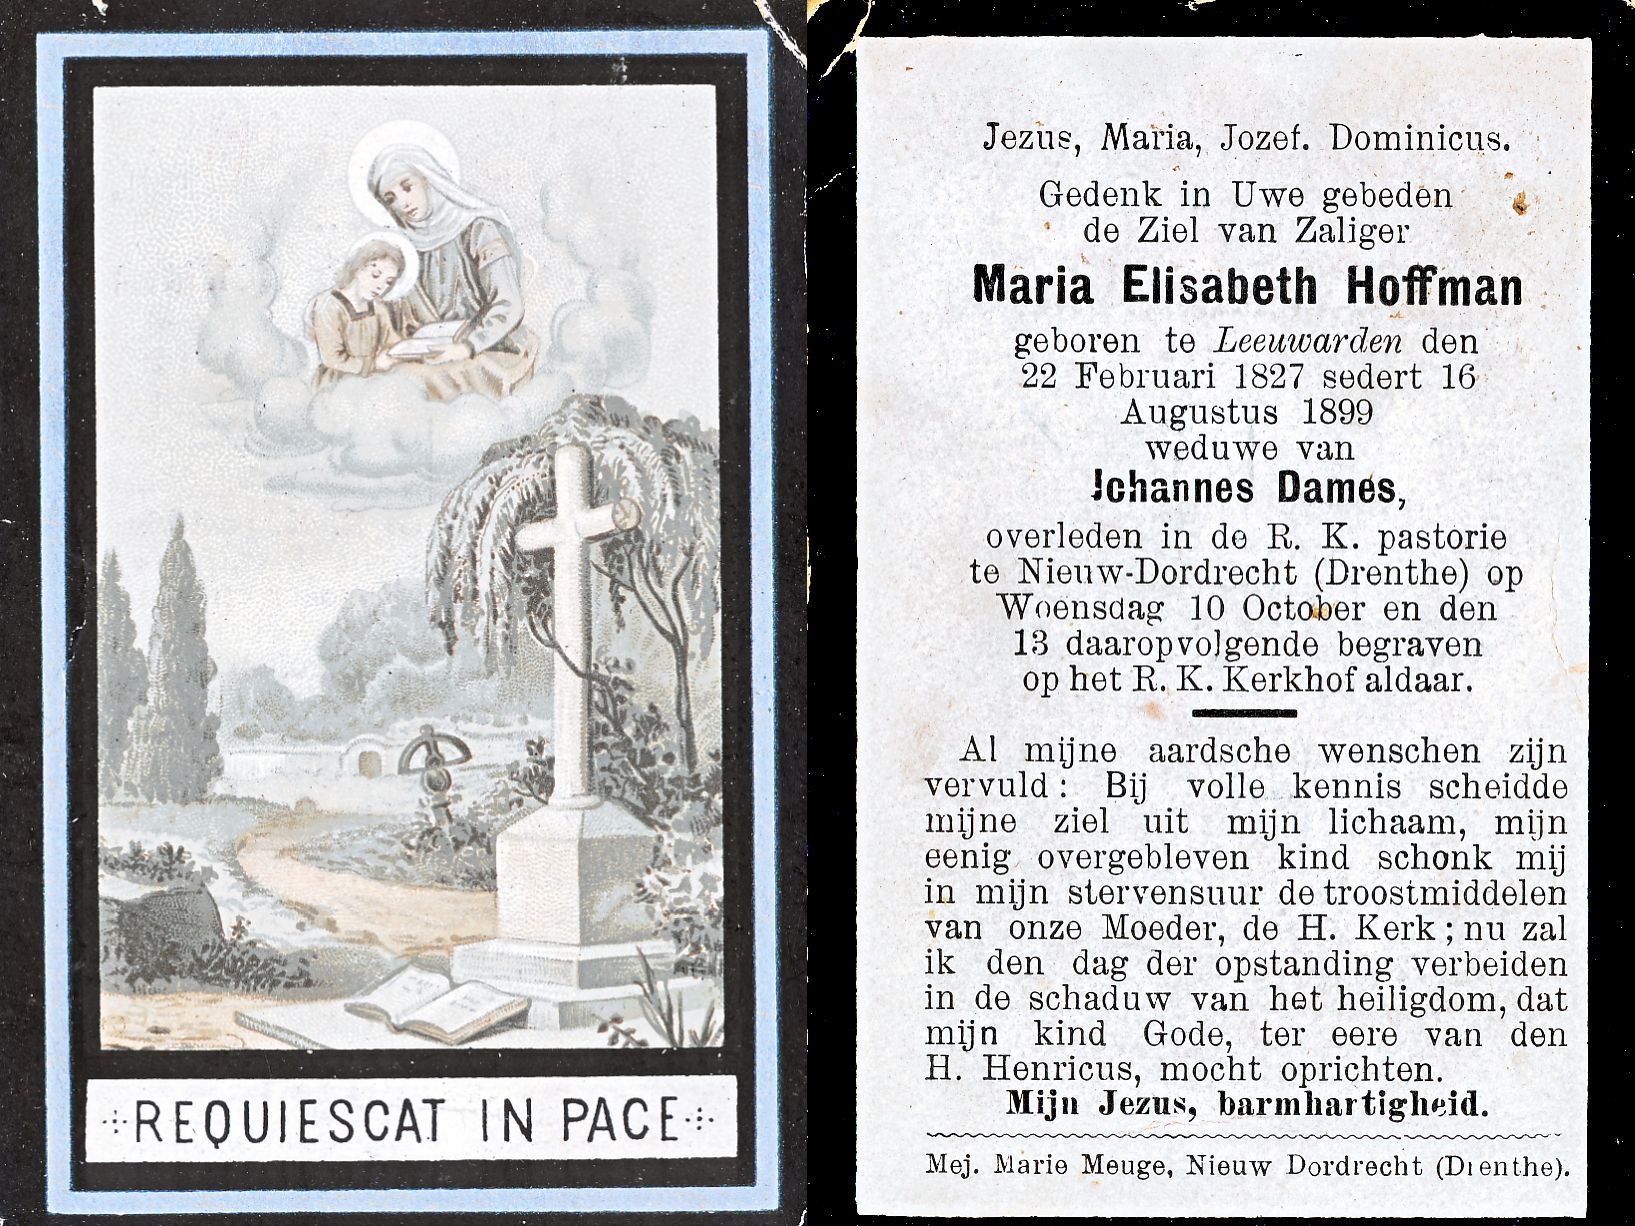 REQUIESCAT IN PACE
Jezus, Maria, Jozef. Dominicus.
Gedenk in Uwe gebeden
de Ziel van Zaliger
Maria Elisabeth Hoffman
geboren te Leeuwarden den
22 Februari 1827 sedert 16
Augustus 1899
weduwe van
Johannes Dames,
overleden in de R. K. pastorie
te Nieuw-Dordrecht (Drenthe) op
Woensdag 10 October en den
13 daaropvolgende begraven
op het R. K. Kerkhof aldaar.
Al mijne aardsche wenschen zijn
vervuld: Bij volle kennis scheidde
mijne ziel uit mijn lichaam, mijn
eenig overgebleven kind schonk mij
in mijn stervensuur de troostmiddelen
van onze Moeder, de H. Kerk; nu zal
ik den dag der opstanding verbeiden
in de schaduw van het heiligdom, dat
mijn kind Gode, ter eere van den
H. Henricus, mocht oprichten.
Mijn Jezus, barmhartigheid.
Mej. Marie Meuge, Nieuw Dordrecht (Drenthe).